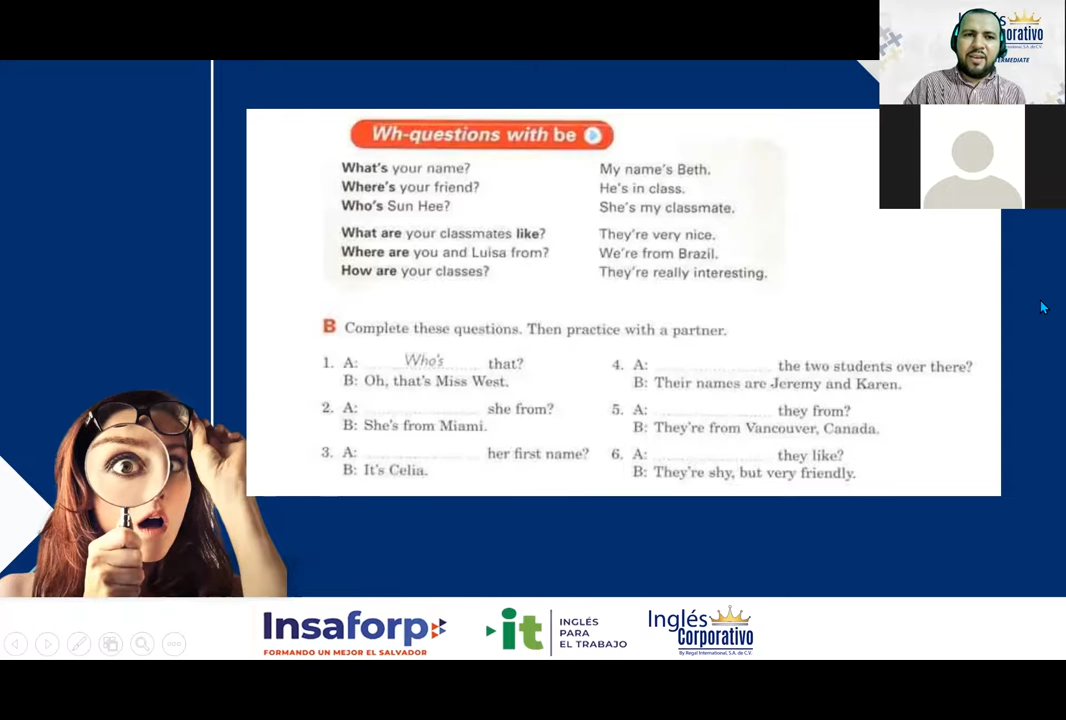 Wh-questions with be
What's your name? My name's Beth.
Where's your friend? He's in class.
Who's Sun Hee? She's my classmate.
What are your classmates like? They're very nice.
Where are you and Luisa from? We're from Brazil.
How are your classes? They're really interesting.
B Complete these questions. Then practice with a partner.
1. A: Who's that?
B: Oh, that's Miss West.
2. A: she from?
B: She's from Miami.
3. A: her first name?
B: It's Celia.
4. A: the two students over there?
B: Their names are Jeremy and Karen.
5. A: they from?
B: They're from Vancouver, Canada.
6. A: they like?
B: They're shy, but very friendly.
Insaforp
FORMANDO UN MEJOR EL SALVADOR
it
INGLÉS
PARA
EL TRABAJO
Inglés
Corporativo
By Regal International, S.A. de C.V.